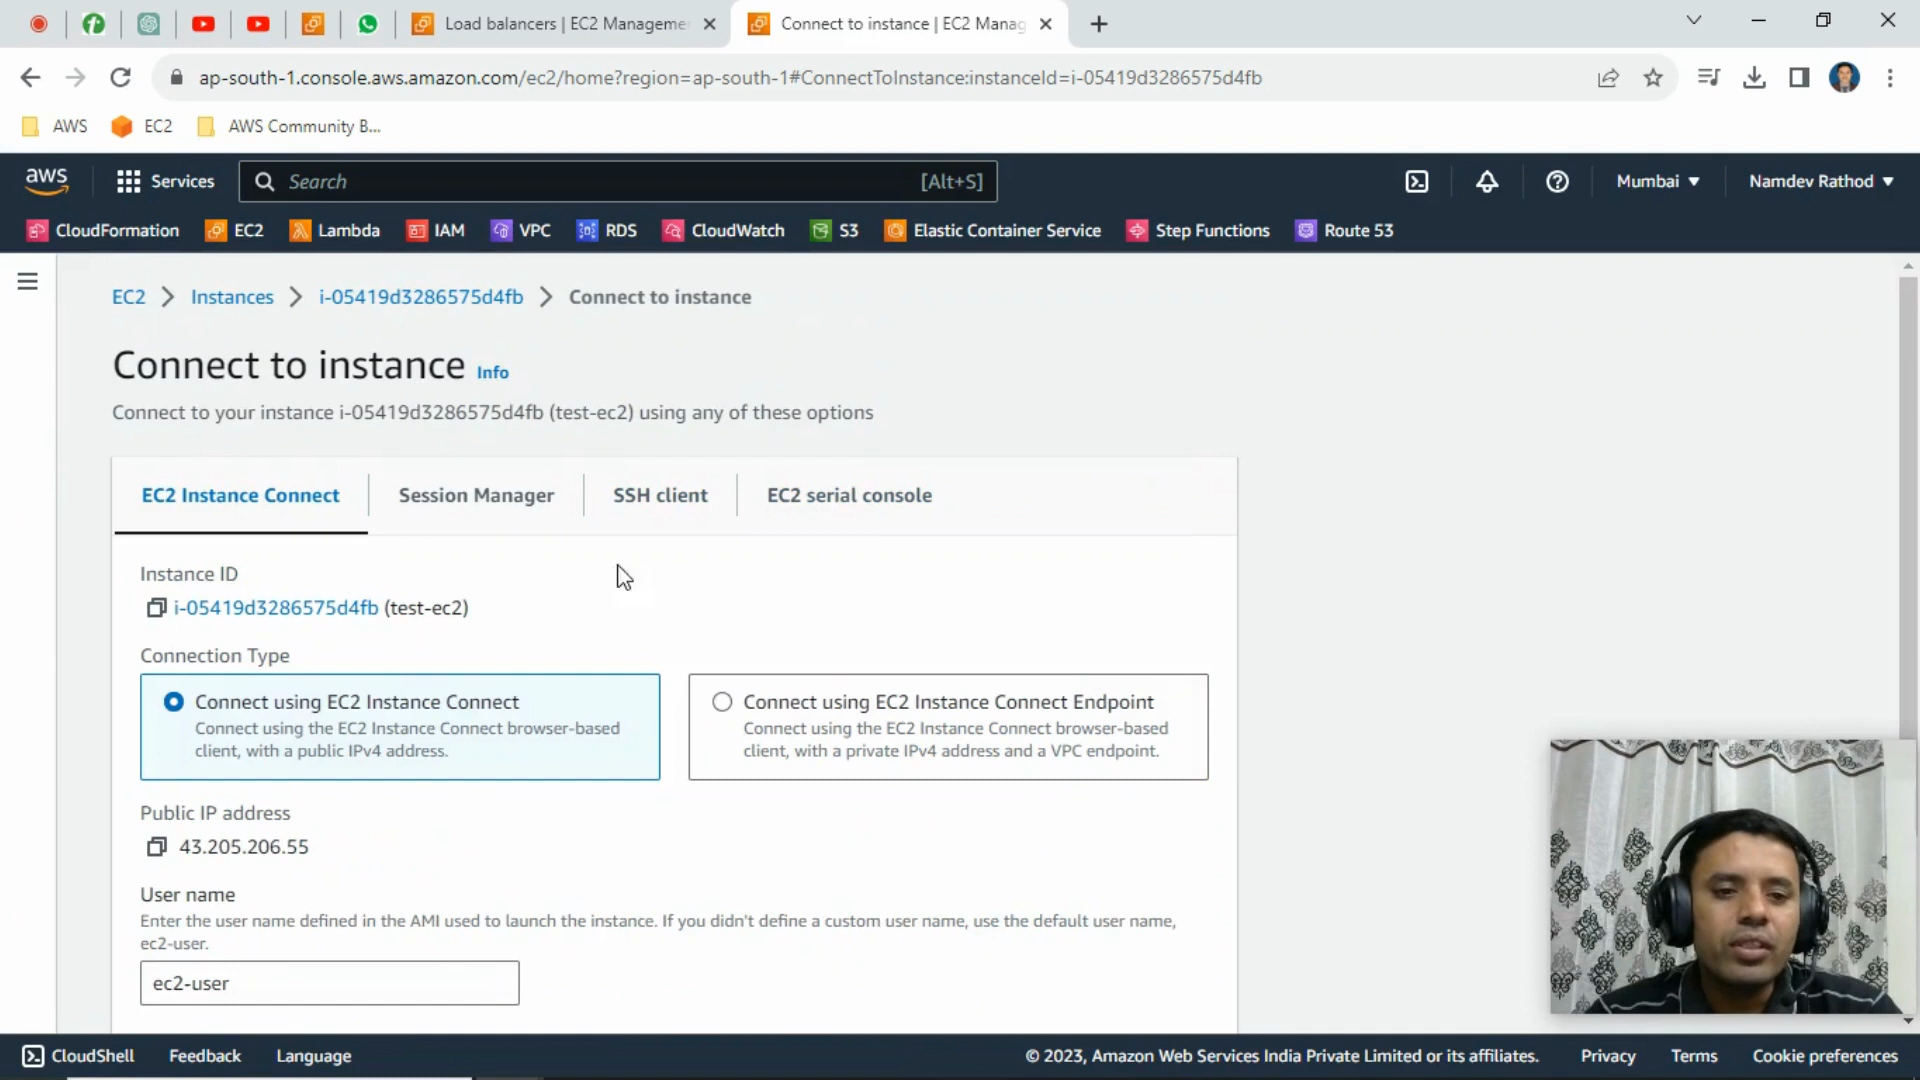 Load balancers | EC2 Manageme
Connect to instance | EC2 Manag
ap-south-1.console.aws.amazon.com/ec2/home?region=ap-south-1#ConnectToInstance:instanceId=i-05419d3286575d4fb
AWS EC2 AWS Community B...
aws Services Search [Alt+S] Mumbai Namdev Rathod
CloudFormation EC2 Lambda IAM VPC RDS CloudWatch S3 Elastic Container Service Step Functions Route 53
EC2 Instances i-05419d3286575d4fb Connect to instance
Connect to instance Info
Connect to your instance i-05419d3286575d4fb (test-ec2) using any of these options
EC2 Instance Connect Session Manager SSH client EC2 serial console
Instance ID
i-05419d3286575d4fb (test-ec2)
Connection Type
Connect using EC2 Instance Connect
Connect using the EC2 Instance Connect browser-based
client, with a public IPv4 address.
Connect using EC2 Instance Connect Endpoint
Connect using the EC2 Instance Connect browser-based
client, with a private IPv4 address and a VPC endpoint.
Public IP address
43.205.206.55
User name
Enter the user name defined in the AMI used to launch the instance. If you didn't define a custom user name, use the default user name,
ec2-user.
ec2-user
CloudShell Feedback Language © 2023, Amazon Web Services India Private Limited or its affiliates. Privacy Terms Cookie preferences